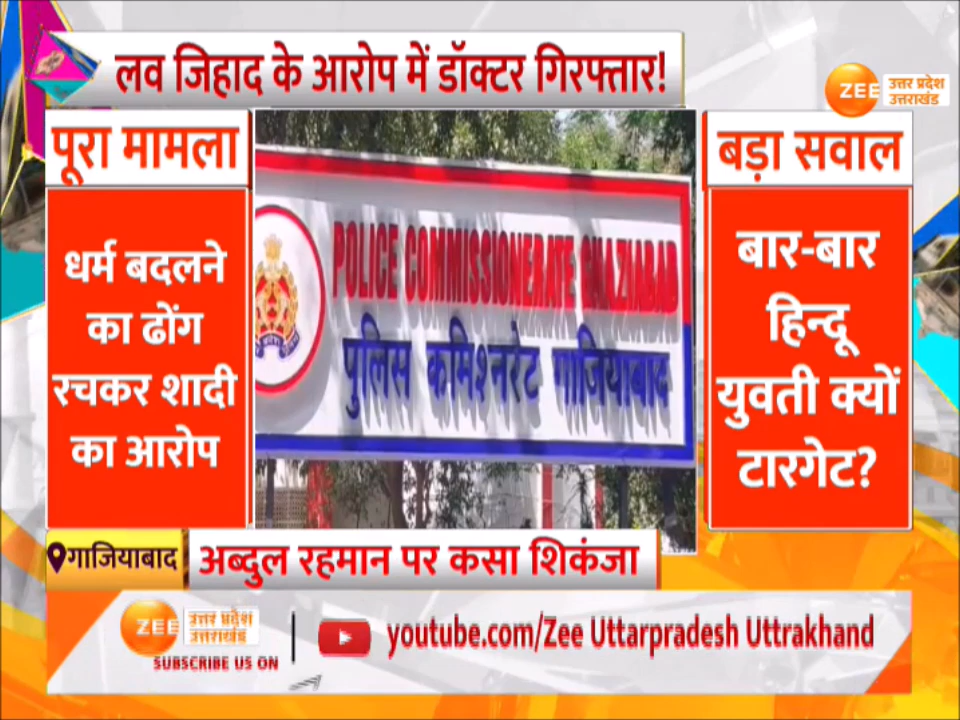 लव जिहाद के आरोप में डॉक्टर गिरफ्तार!
ZEE उत्तर प्रदेश
उत्तराखंड
पूरा मामला
धर्म बदलने
का ढोंग
रचकर शादी
का आरोप
POLICE COMMISSIONERATE GHAZIABAD
पुलिस कमिश्नरेट गाजियाबाद
बड़ा सवाल
बार-बार
हिन्दू
युवती क्यों
टारगेट?
गाजियाबाद
अब्दुल रहमान पर कसा शिकंजा
ZEE उत्तर प्रदेश
उत्तराखंड
SUBSCRIBE US ON
youtube.com/Zee Uttarpradesh Uttrakhand